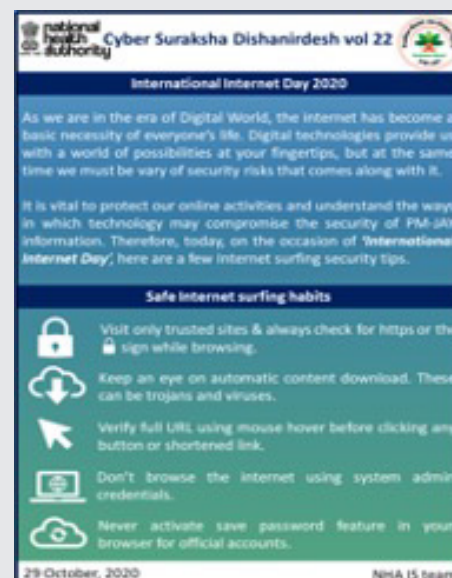 national
health
authority
Cyber Suraksha Dishanirdesh vol 22
International Internet Day 2020
As we are in the era of Digital World, the internet has become a
basic necessity of everyone's life. Digital technologies provide us
with a world of possibilities at your fingertips, but at the same
time we must be vary of security risks that comes along with it.
It is vital to protect our online activities and understand the ways
in which technology may compromise the security of PM-JAY
information. Therefore, today, on the occasion of 'International
Internet Day', here are a few internet surfing security tips.
Safe Internet surfing habits
Visit only trusted sites & always check for https or the
sign while browsing.
Keep an eye on automatic content download. These
can be trojans and viruses.
Verify full URL using mouse hover before clicking any
button or shortened link.
Don't browse the internet using system admin
credentials.
Never activate save password feature in your
browser for official accounts.
29 October, 2020
NHA IS team